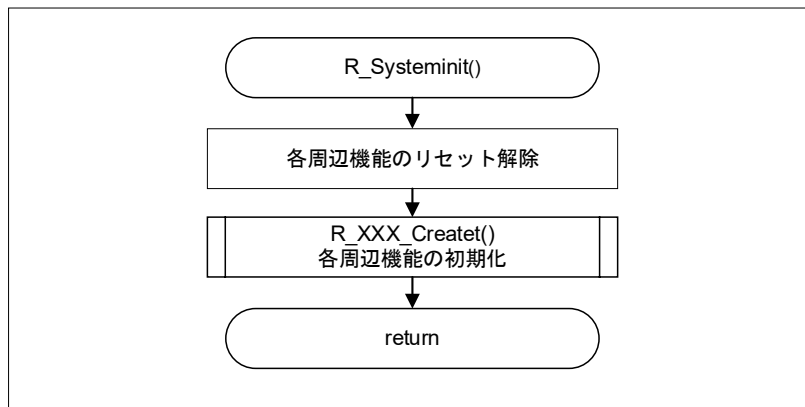 R_Systeminit()
各周辺機能のリセット解除
R_XXX_Createt()
各周辺機能の初期化
return